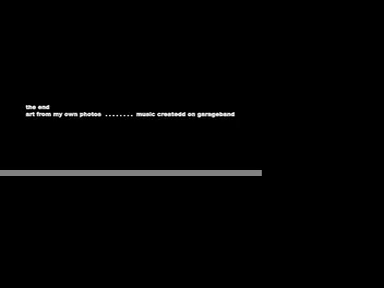 the end
art from my own photos ........ music createdd on garageband